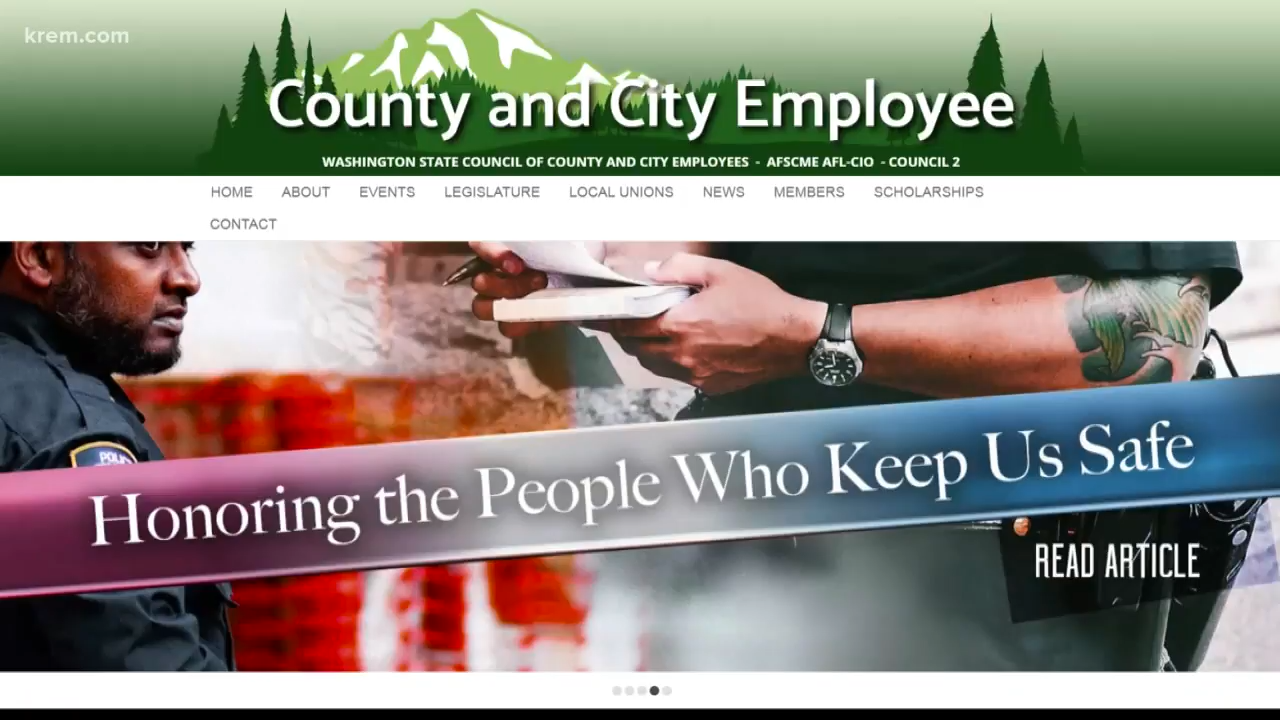 krem.com
County and City Employee
WASHINGTON STATE COUNCIL OF COUNTY AND CITY EMPLOYEES - AFSCME AFL-CIO - COUNCIL 2
HOME ABOUT EVENTS LEGISLATURE LOCAL UNIONS NEWS MEMBERS SCHOLARSHIPS
CONTACT
Honoring the People Who Keep Us Safe
READ ARTICLE